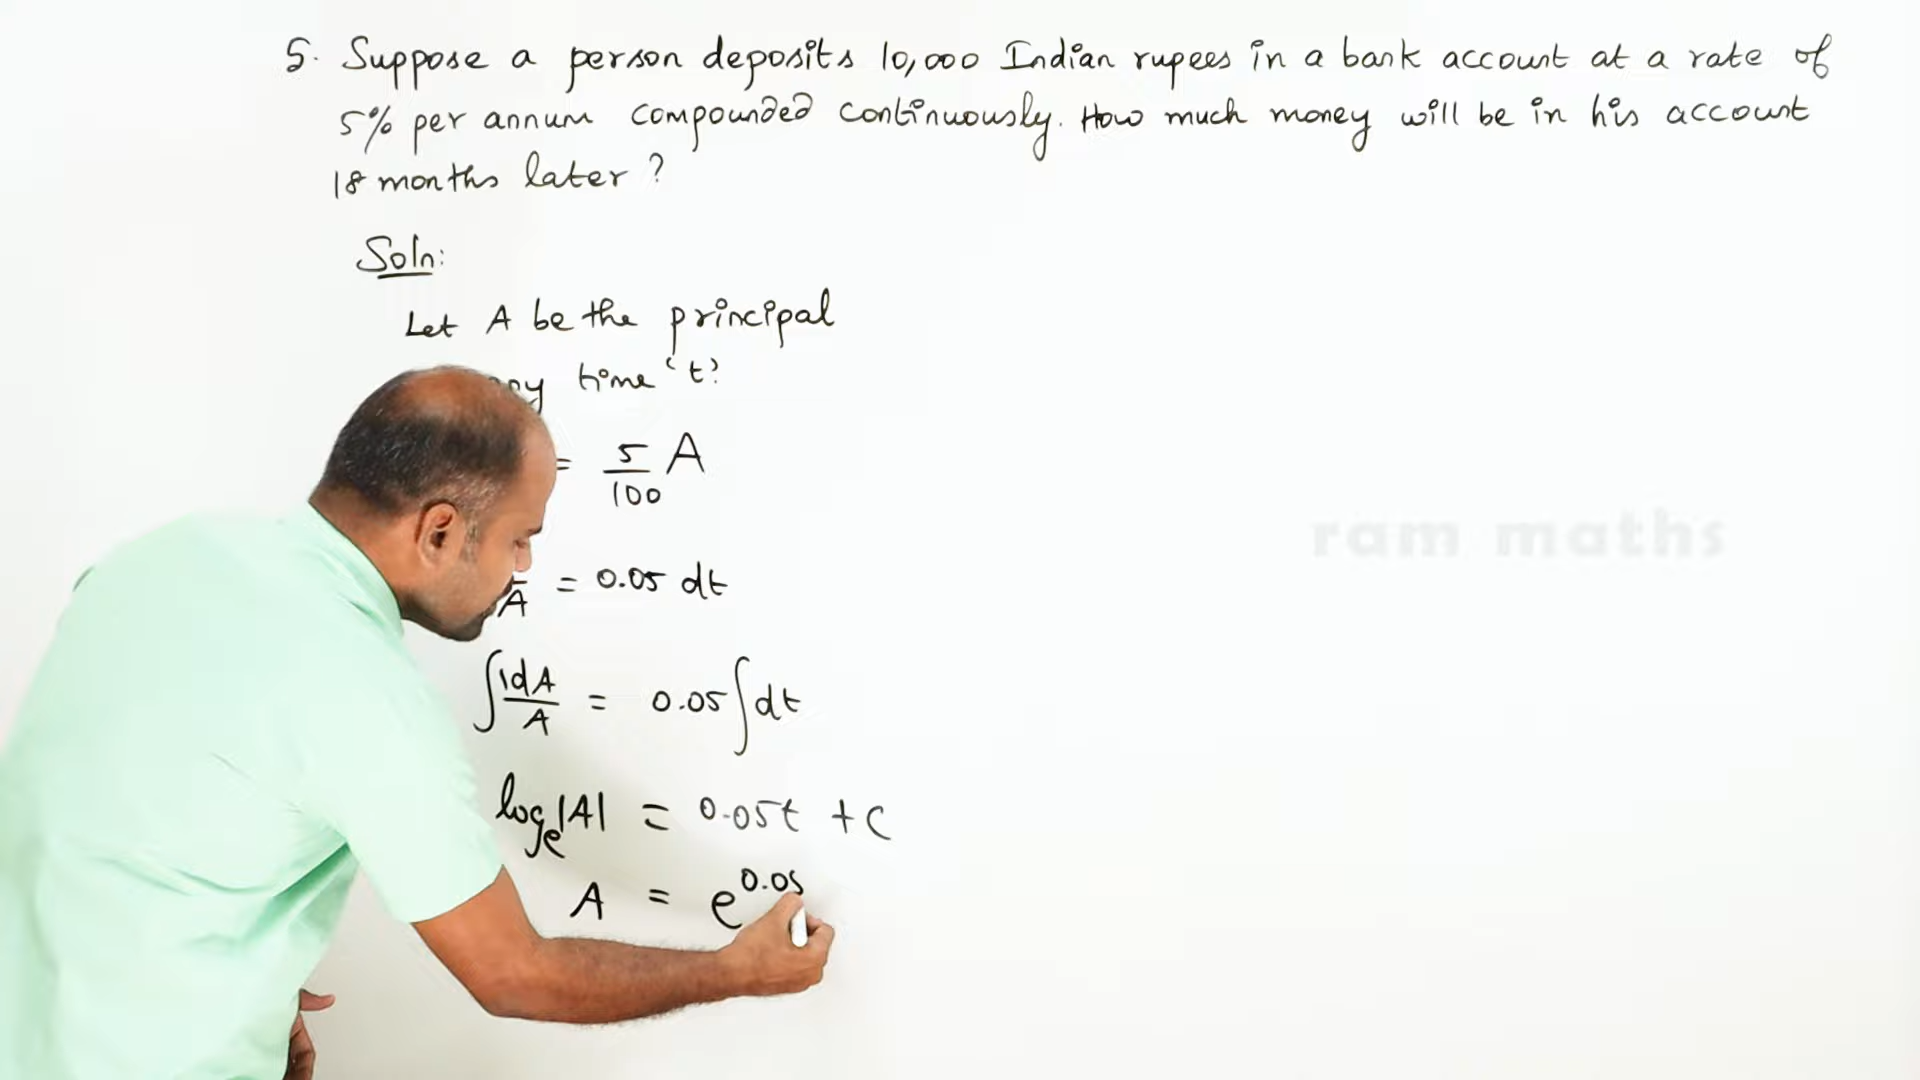 5. Suppose a person deposits 10,000 Indian rupees in a bank account at a rate of
5% per annum compounded continuously. How much money will be in his account
18 months later ?
Soln:
Let A be the principal
time 't'
= 5/100 A
A = 0.05 dt
∫ 1dA/A = 0.05 ∫ dt
logₑ|A| = 0.05t + C
A = e^0.05
ram maths